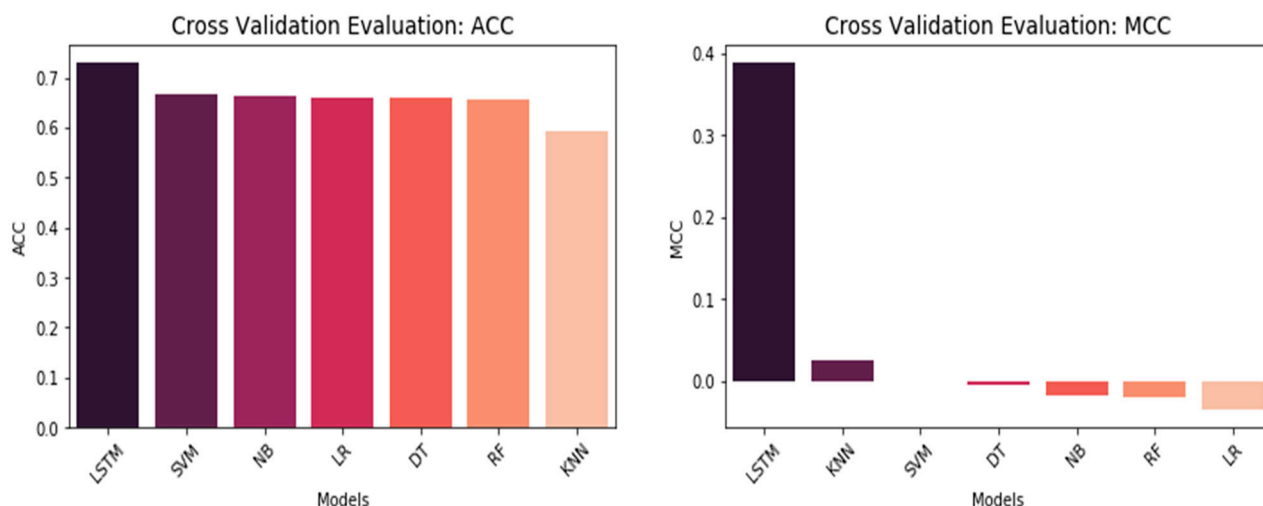 Cross Validation Evaluation: ACC
0.7
0.6
0.5
0.4
0.3
0.2
0.1
0.0
ACC
LSTM SVM NB LR DT RF KNN
Models
Cross Validation Evaluation: MCC
0.4
0.3
0.2
0.1
0.0
MCC
LSTM KNN SVM DT NB RF LR
Models